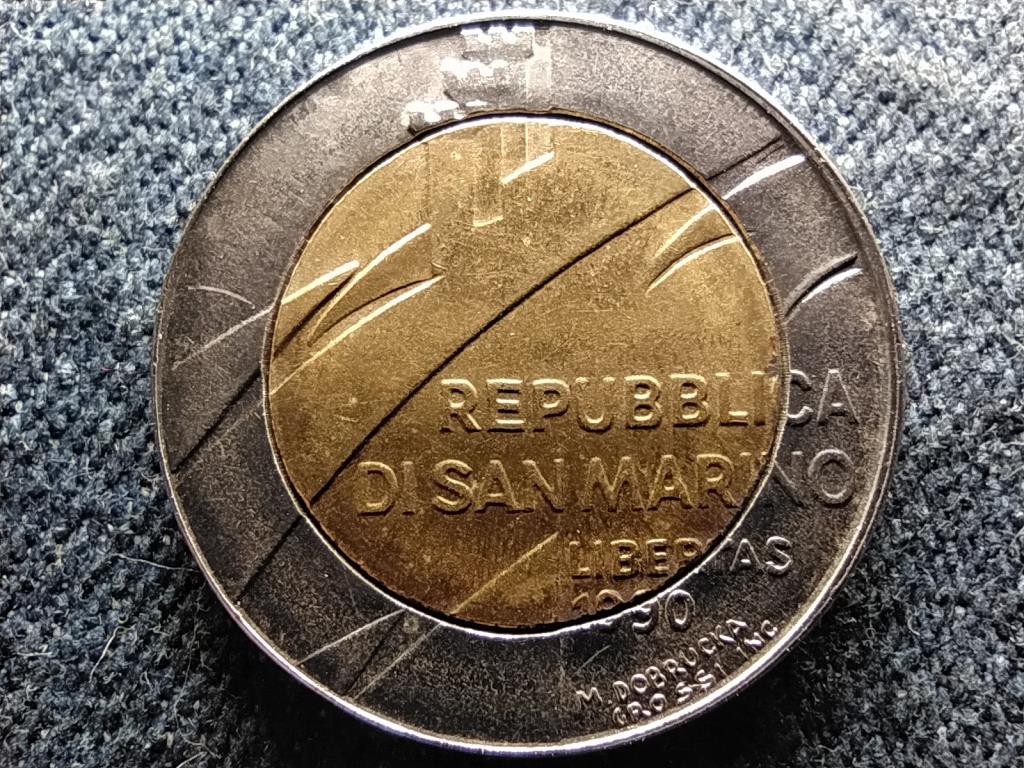 REPUBBLICA
DI SAN MARINO
LIBERTAS
1990
M. DOBRUCKA
GROSSI INC